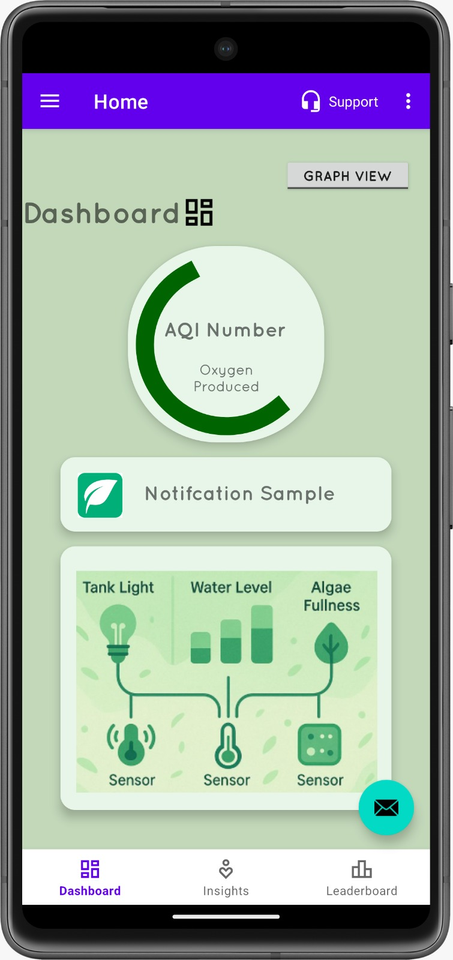 Home
Support
GRAPH VIEW
Dashboard
AQI Number
Oxygen
Produced
Notifcation Sample
Tank Light
Water Level
Algae
Fullness
Sensor
Sensor
Sensor
Dashboard
Insights
Leaderboard